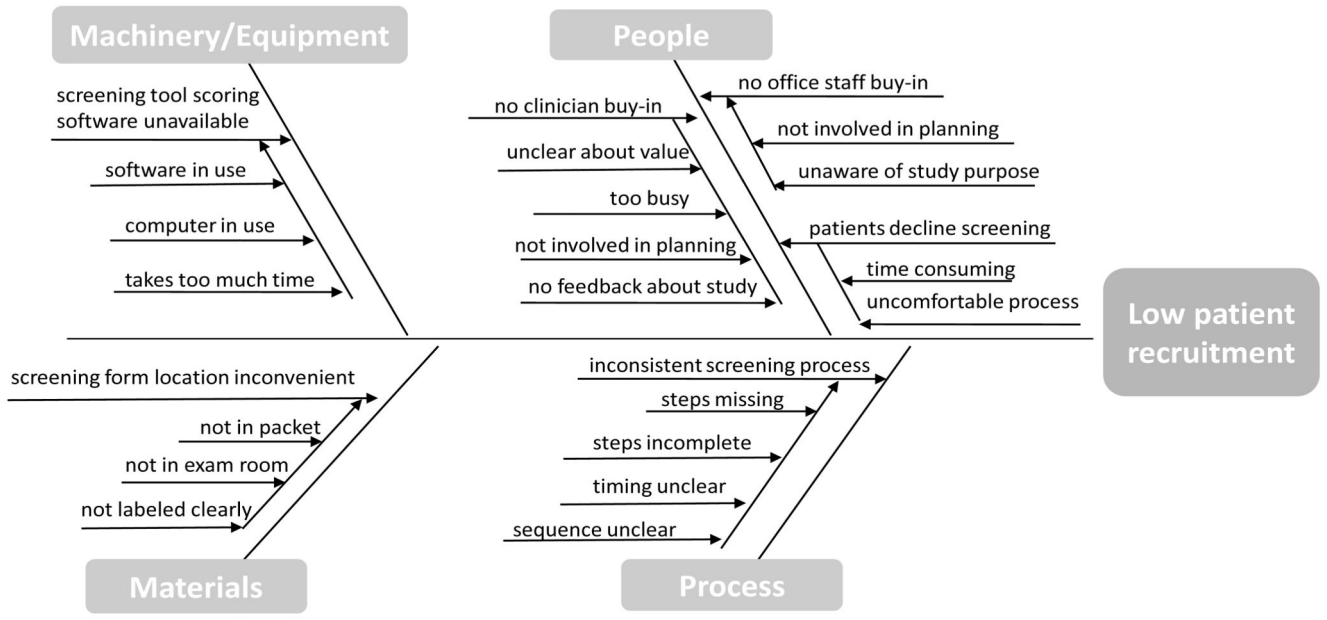 Machinery/Equipment
screening tool scoring
software unavailable
software in use
computer in use
takes too much time
People
no clinician buy-in
unclear about value
too busy
not involved in planning
no feedback about study
no office staff buy-in
not involved in planning
unaware of study purpose
patients decline screening
time consuming
uncomfortable process
Low patient
recruitment
screening form location inconvenient
not in packet
not in exam room
not labeled clearly
Materials
inconsistent screening process
steps missing
steps incomplete
timing unclear
sequence unclear
Process